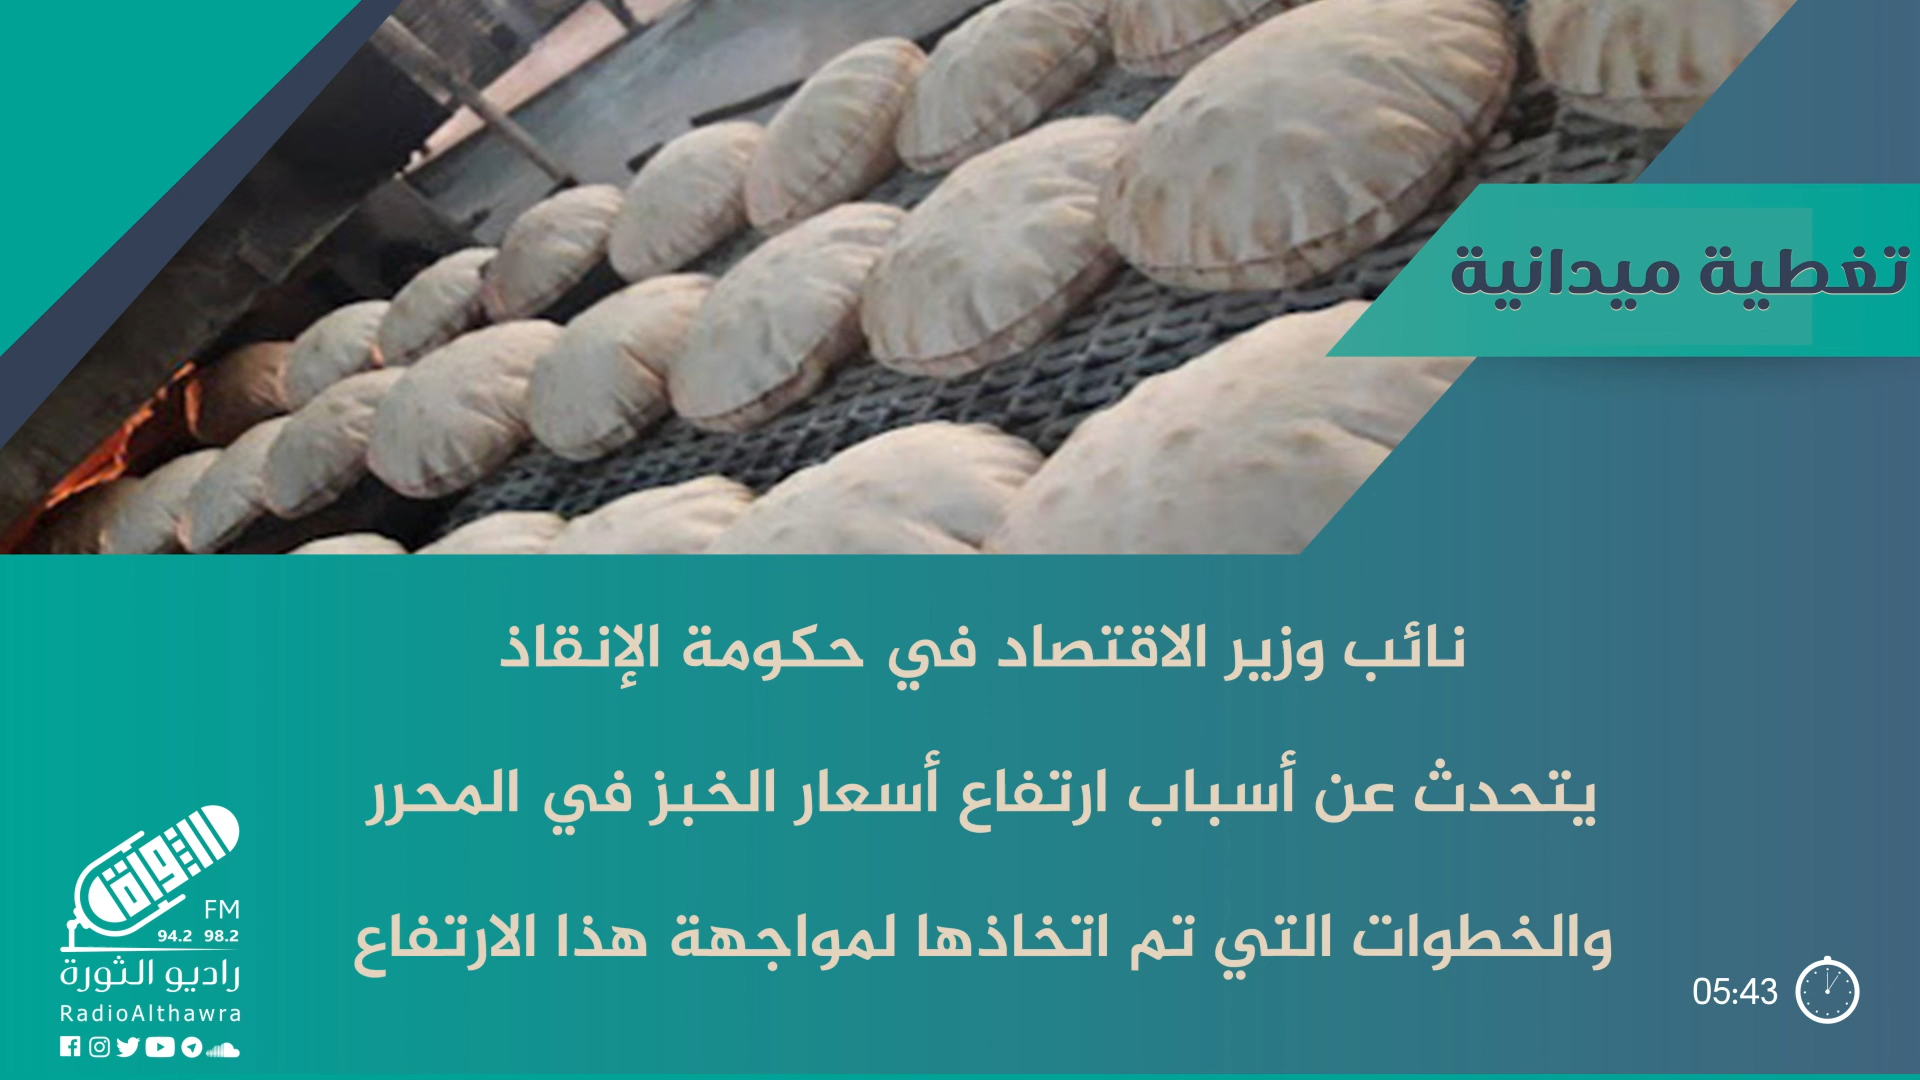 تغطية ميدانية
نائب وزير الاقتصاد في حكومة الإنقاذ
يتحدث عن أسباب ارتفاع أسعار الخبز في المحرر
والخطوات التي تم اتخاذها لمواجهة هذا الارتفاع
05:43
الثورة
FM
94.2 98.2
راديو الثورة
RadioAlthawra